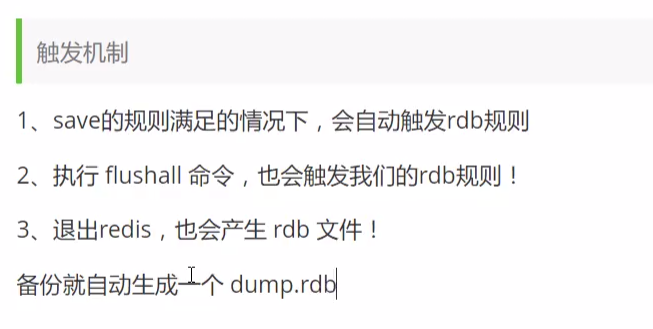 触发机制
1、save的规则满足的情况下，会自动触发rdb规则
2、执行 flushall 命令，也会触发我们的rdb规则！
3、退出redis，也会产生 rdb 文件！
备份就自动生成一个 dump.rdb